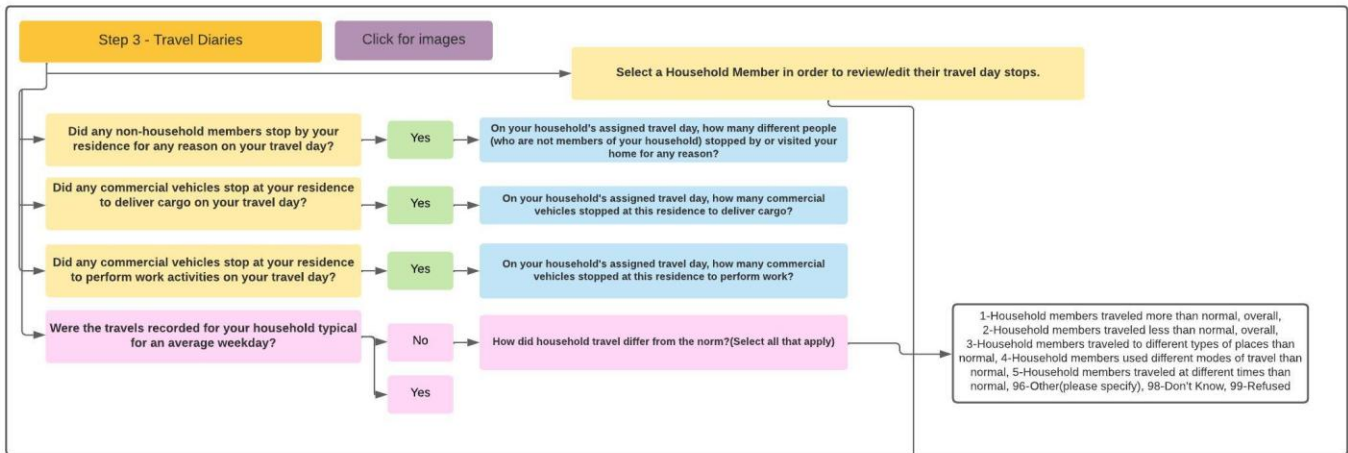 Step 3 - Travel Diaries
Click for images
Select a Household Member in order to review/edit their travel day stops.
Did any non-household members stop by your
residence for any reason on your travel day?
Yes
On your household's assigned travel day, how many different people
(who are not members of your household) stopped by or visited your
home for any reason?
Did any commercial vehicles stop at your residence
to deliver cargo on your travel day?
Yes
On your household's assigned travel day, how many commercial
vehicles stopped at this residence to deliver cargo?
Did any commercial vehicles stop at your residence
to perform work activities on your travel day?
Yes
On your household's assigned travel day, how many commercial
vehicles stopped at this residence to perform work?
Were the travels recorded for your household typical
for an average weekday?
No
How did household travel differ from the norm?(Select all that apply)
1-Household members traveled more than normal, overall,
2-Household members traveled less than normal, overall,
3-Household members traveled to different types of places than
normal, 4-Household members used different modes of travel than
normal, 5-Household members traveled at different times than
normal, 96-Other(please specify), 98-Don't Know, 99-Refused
Yes